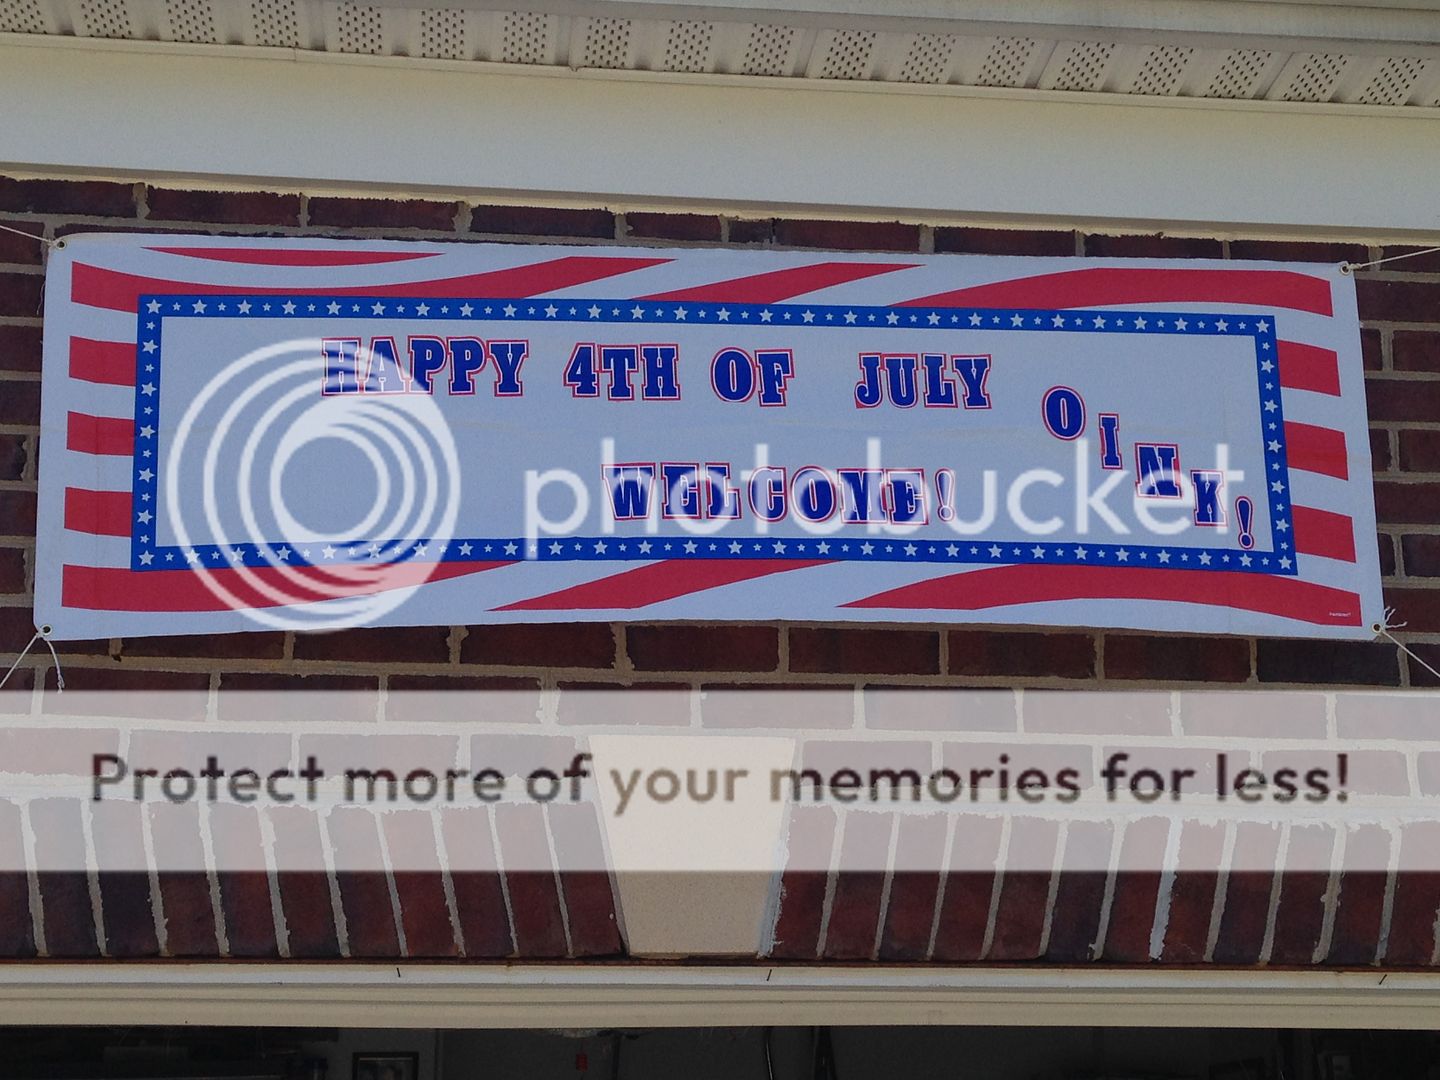 HAPPY 4TH OF JULY
OINK!
WELCOME!
photobucket
Protect more of your memories for less!